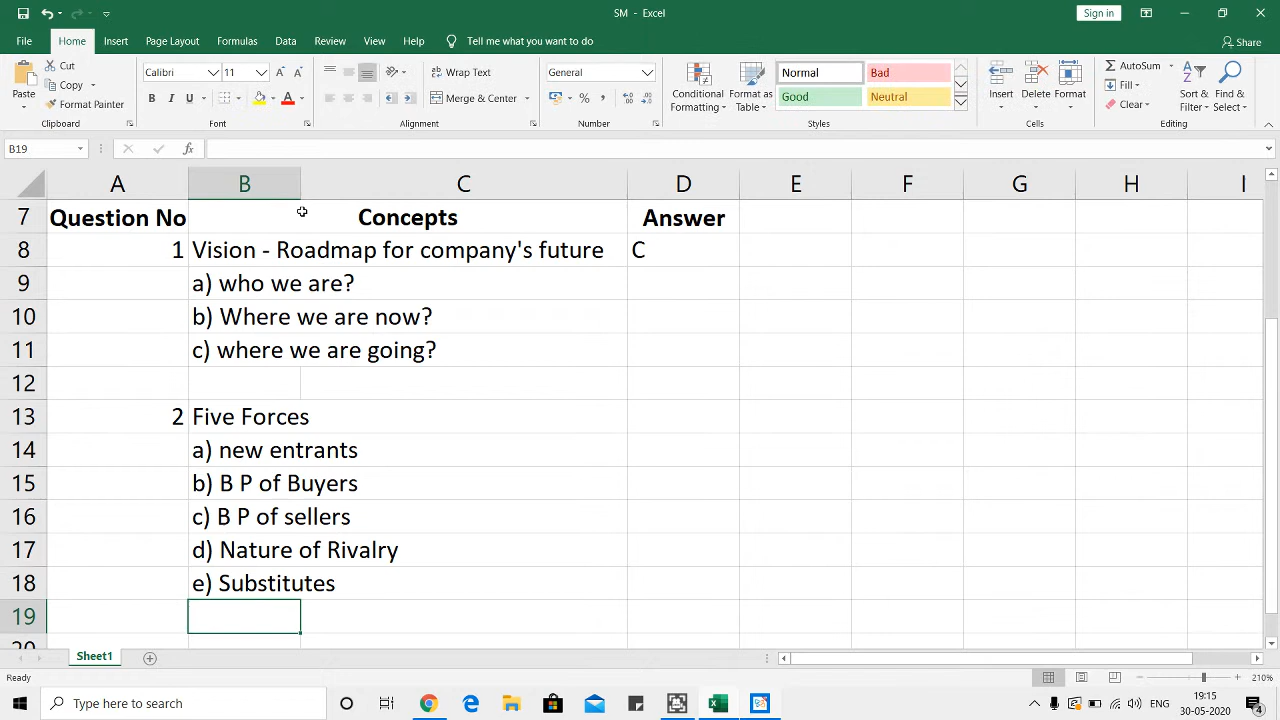 SM - Excel
Sign in
File Home Insert Page Layout Formulas Data Review View Help Tell me what you want to do Share
Cut
Copy
Format Painter
Paste
Clipboard
Calibri 11
B I U
Font
Wrap Text
Merge & Center
Alignment
General
Number
Conditional Formatting
Format as Table
Normal Bad
Good Neutral
Styles
Insert Delete Format
Cells
AutoSum
Fill
Clear
Sort & Filter
Find & Select
Editing
B19 fx
A B C D E F G H I
7 Question No Concepts Answer
8 1 Vision - Roadmap for company's future C
9 a) who we are?
10 b) Where we are now?
11 c) where we are going?
12
13 2 Five Forces
14 a) new entrants
15 b) B P of Buyers
16 c) B P of sellers
17 d) Nature of Rivalry
18 e) Substitutes
19
20
Sheet1
Ready 210%
Type here to search
ENG
19:15
30-05-2020
4